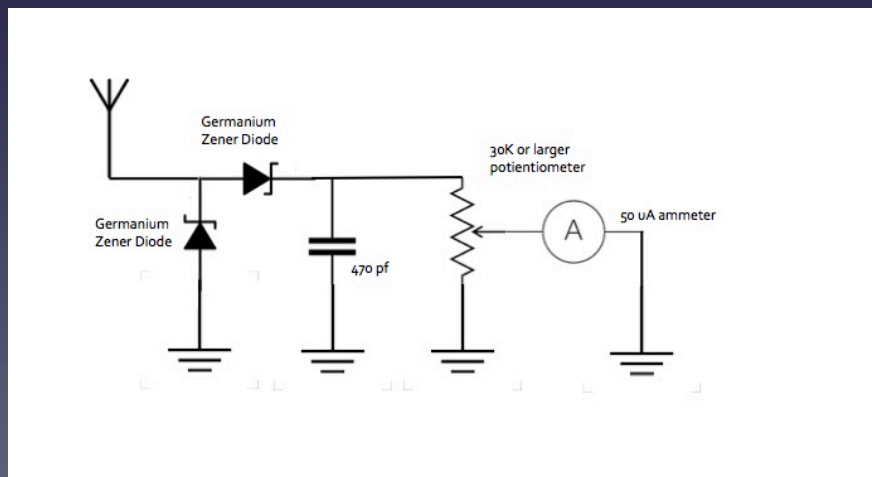 Germanium
Zener Diode
30K or larger
potientiometer
Germanium
Zener Diode
A
50 uA ammeter
470 pf